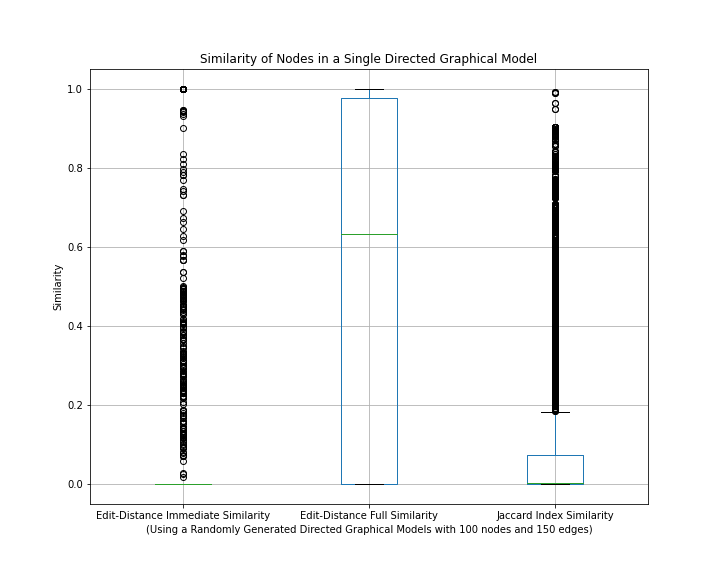 Similarity of Nodes in a Single Directed Graphical Model
1.0
0.8
0.6
0.4
0.2
0.0
Similarity
Edit-Distance Immediate Similarity
Edit-Distance Full Similarity
Jaccard Index Similarity
(Using a Randomly Generated Directed Graphical Models with 100 nodes and 150 edges)